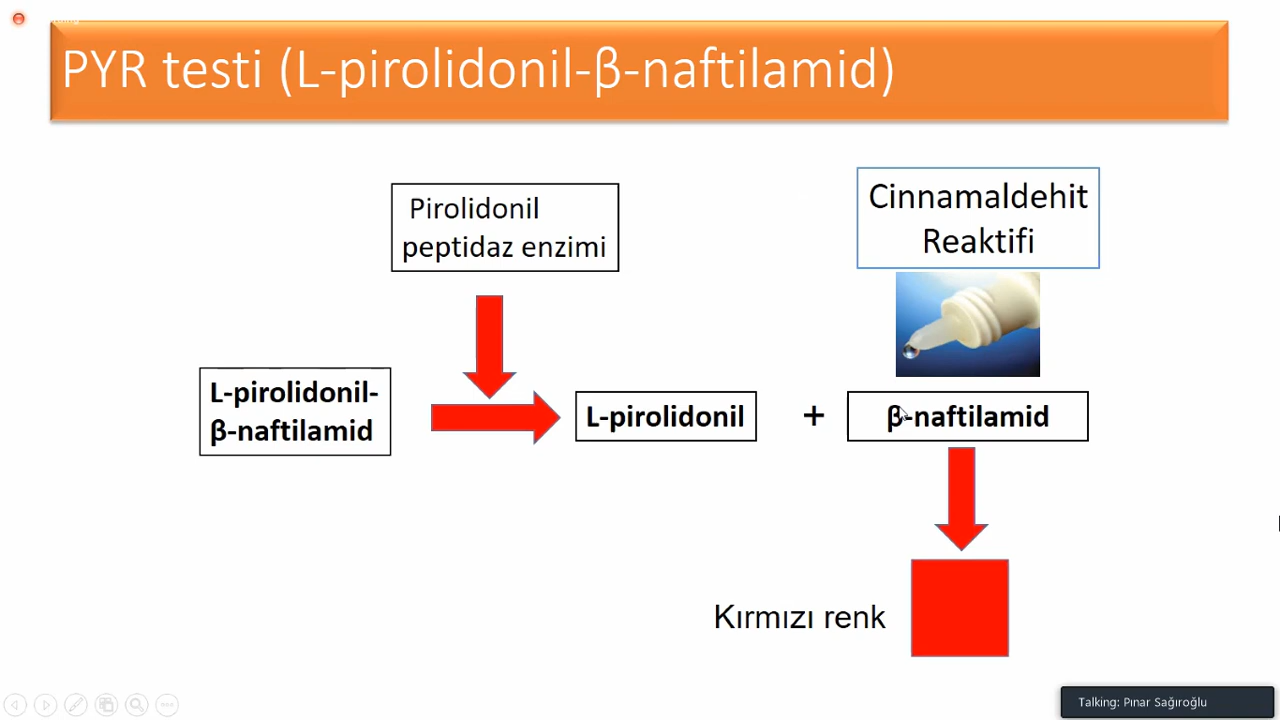 PYR testi (L-pirolidonil-β-naftilamid)
Pirolidonil
peptidaz enzimi
Cinnamaldehit
Reaktifi
L-pirolidonil-
β-naftilamid
L-pirolidonil
+
β-naftilamid
Kırmızı renk
Talking: Pınar Sağıroğlu